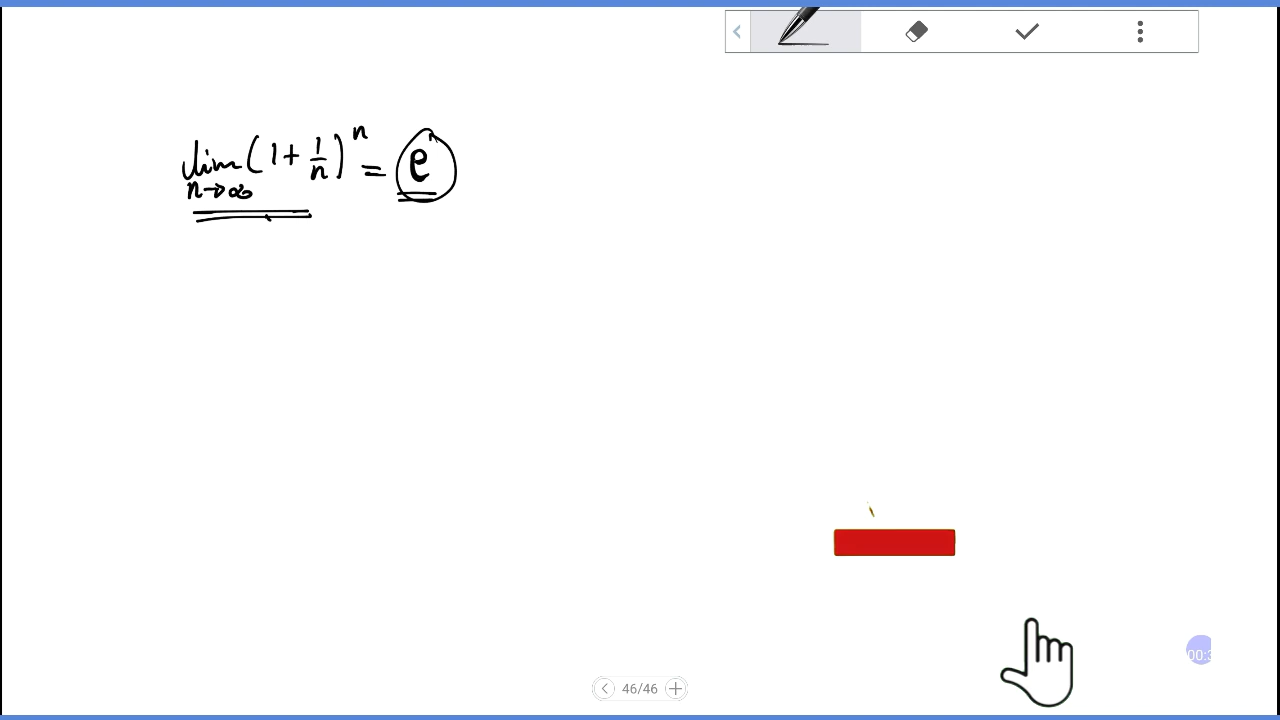 lim (1 + 1/n)^n = e
n→∞
46/46